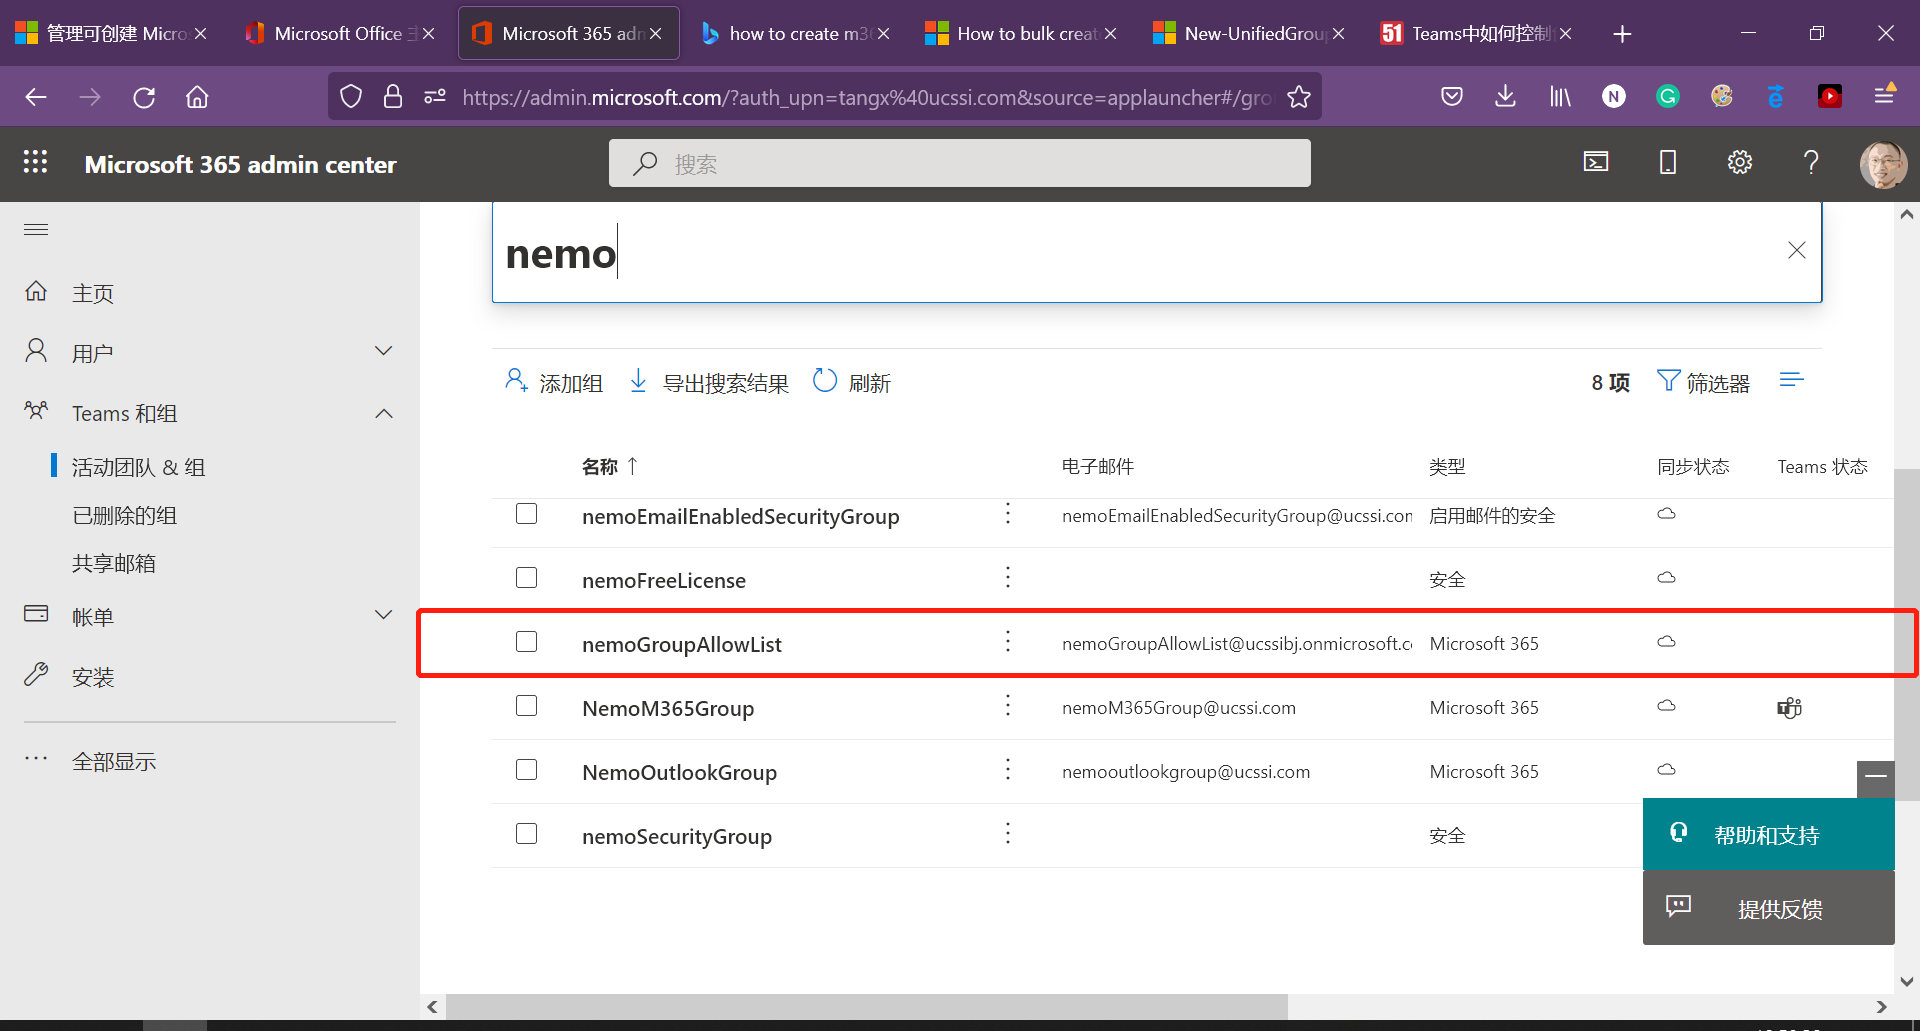 管理可创建 Micro
Microsoft Office 主
Microsoft 365 adm
how to create m36
How to bulk creat
New-UnifiedGroup
51
Teams中如何控制
https://admin.microsoft.com/?auth_upn=tangx%40ucssi.com&source=applauncher#/gro
N
Microsoft 365 admin center
搜索
主页
用户
Teams 和组
活动团队 & 组
已删除的组
共享邮箱
帐单
安装
全部显示
nemo
添加组
导出搜索结果
刷新
8 项
筛选器
名称 ↑
电子邮件
类型
同步状态
Teams 状态
nemoEmailEnabledSecurityGroup
nemoEmailEnabledSecurityGroup@ucssi.con
启用邮件的安全
nemoFreeLicense
安全
nemoGroupAllowList
nemoGroupAllowList@ucssibj.onmicrosoft.c
Microsoft 365
NemoM365Group
nemoM365Group@ucssi.com
Microsoft 365
NemoOutlookGroup
nemooutlookgroup@ucssi.com
Microsoft 365
nemoSecurityGroup
安全
帮助和支持
提供反馈